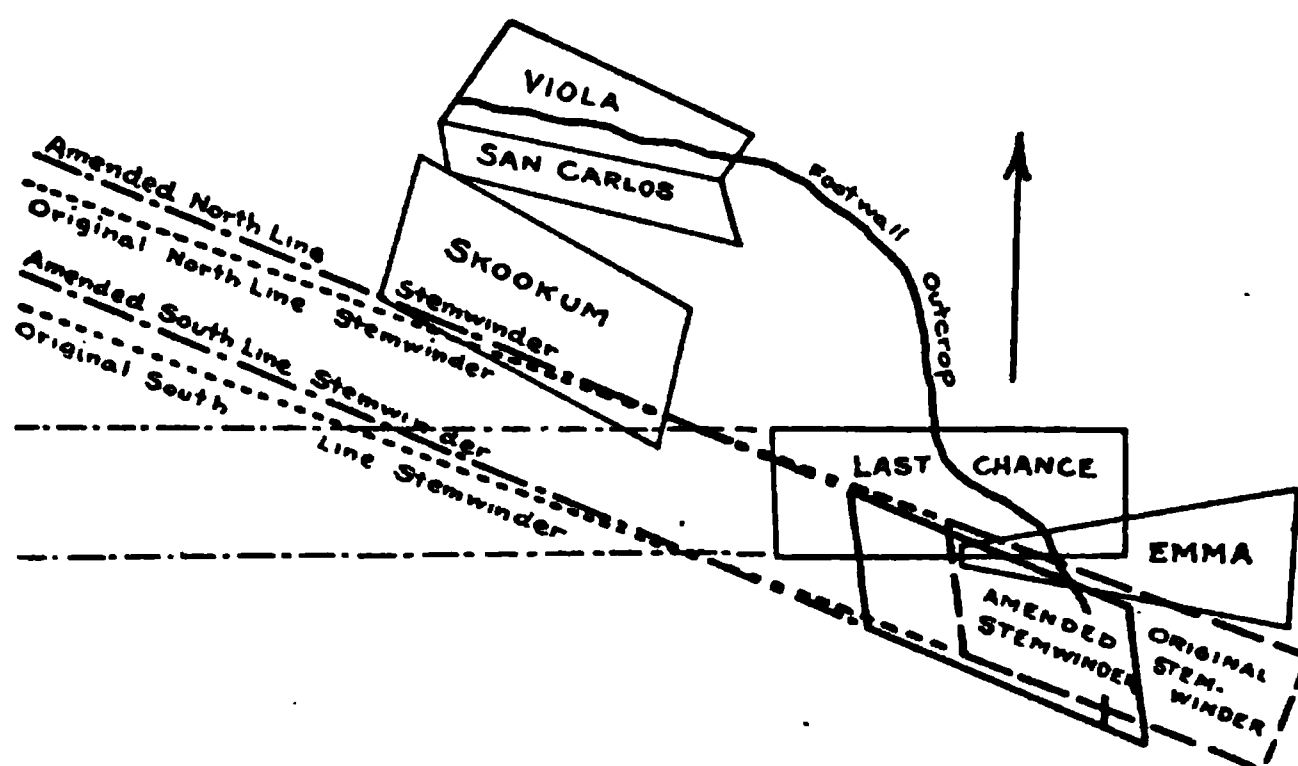 VIOLA
SAN CARLOS
SKOOKUM
Footwall
Outcrop
Amended North Line
Stemwinder
Original North Line Stemwinder
Amended South Line Stemwinder
Original South
Line Stemwinder
LAST CHANCE
EMMA
AMENDED
STEMWINDER
ORIGINAL
STEM-
WINDER